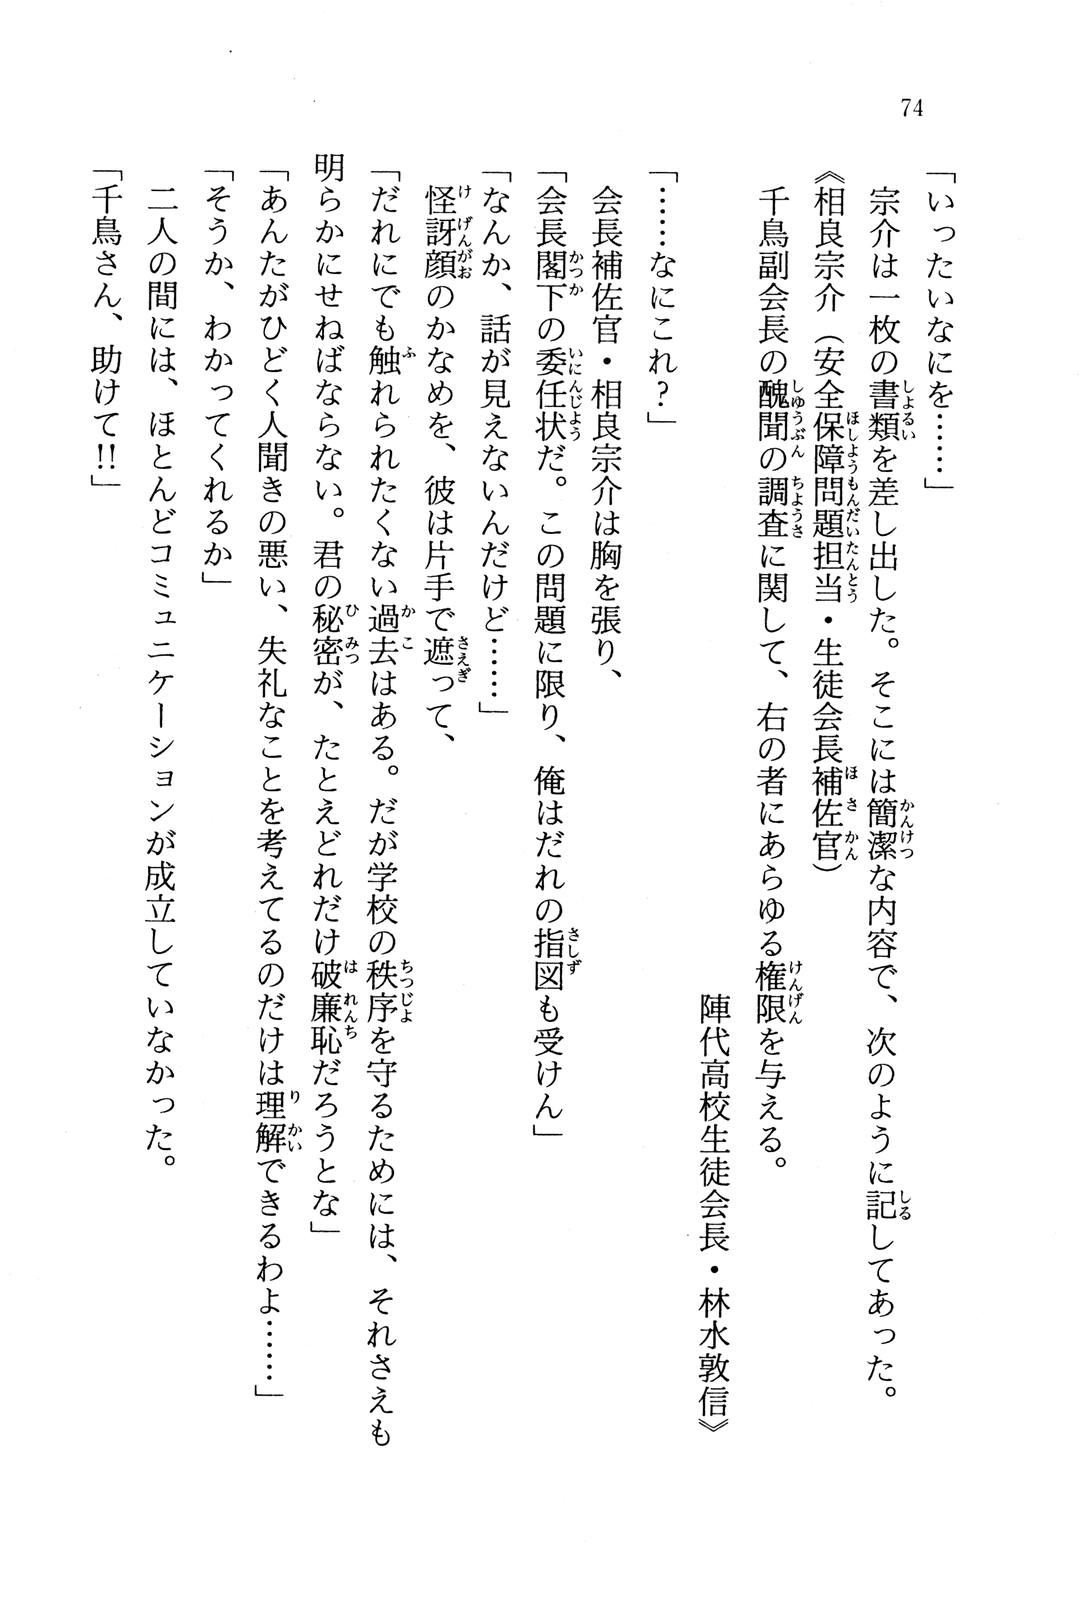 74
「いったいなにを……」
宗介は一枚の書類を差し出した。そこには簡潔な内容で、次のように記してあった。
《相良宗介（安全保障問題担当・生徒会長補佐官）
千鳥副会長の醜聞の調査に関して、右の者にあらゆる権限を与える。
陣代高校生徒会長・林水敦信》
「……なにこれ？」
会長補佐官・相良宗介は胸を張り、
「会長閣下の委任状だ。この問題に限り、俺はだれの指図も受けん」
「なんか、話が見えないんだけど……」
怪訝顔のかなめを、彼は片手で遮って、
「だれにでも触れられたくない過去はある。だが学校の秩序を守るためには、それさえも
明らかにせねばならない。君の秘密が、たとえどれだけ破廉恥だろうとな」
「あんたがひどく人聞きの悪い、失礼なことを考えてるのだけは理解できるわよ……」
「そうか、わかってくれるか」
二人の間には、ほとんどコミュニケーションが成立していなかった。
「千鳥さん、助けて!!」